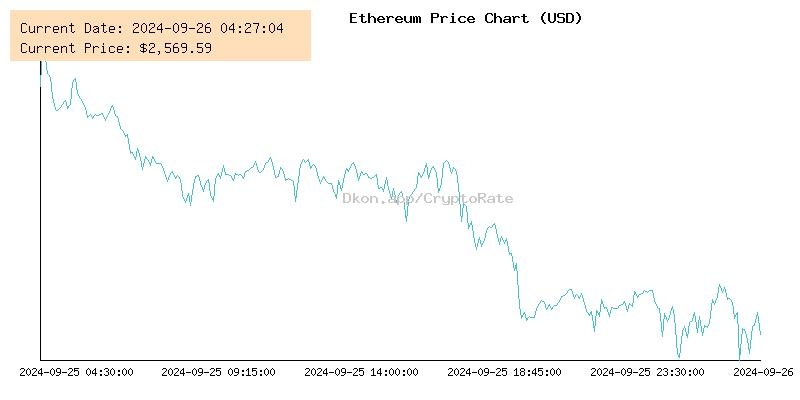 Ethereum Price Chart (USD)
Current Date: 2024-09-26 04:27:04
Current Price: $2,569.59
Dkon.app/CryptoRate
2024-09-25 04:30:00 2024-09-25 09:15:00 2024-09-25 14:00:00 2024-09-25 18:45:00 2024-09-25 23:30:00 2024-09-26